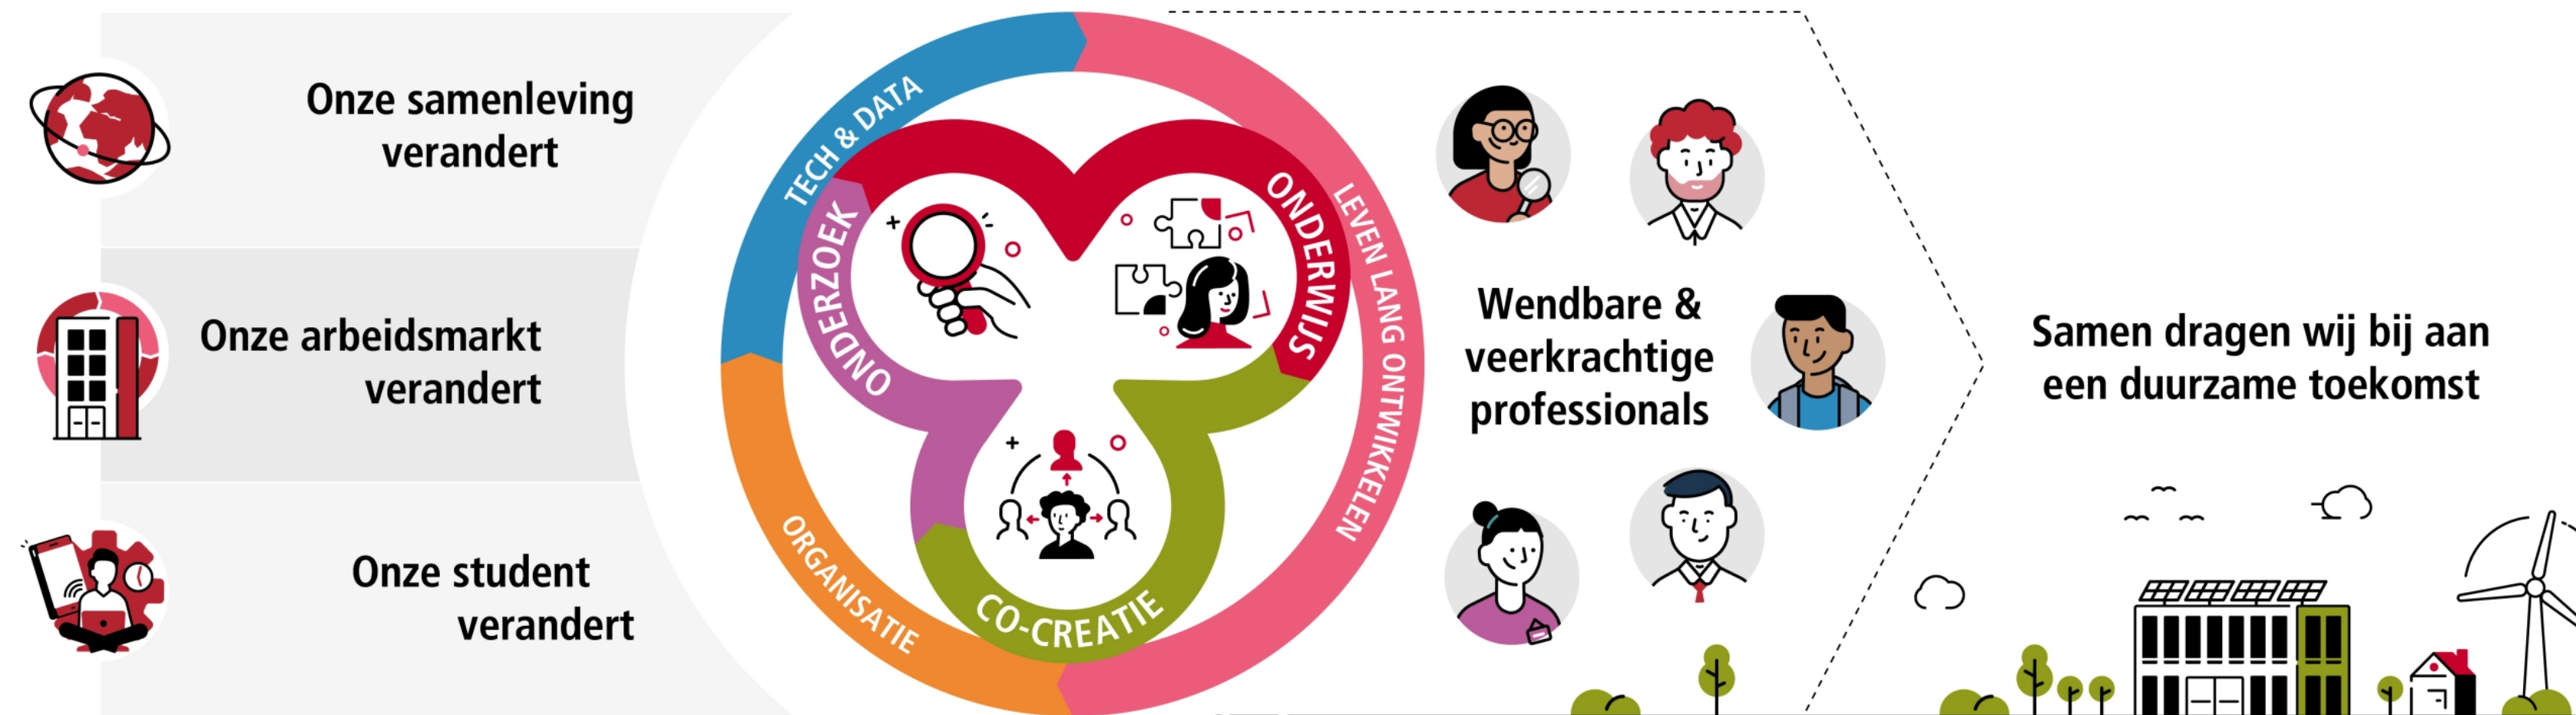 Onze samenleving
verandert
Onze arbeidsmarkt
verandert
Onze student
verandert
TECH & DATA
LEVEN LANG ONTWIKKELEN
ORGANISATIE
ONDERZOEK
ONDERWIJS
CO-CREATIE
Wendbare &
veerkrachtige
professionals
Samen dragen wij bij aan
een duurzame toekomst